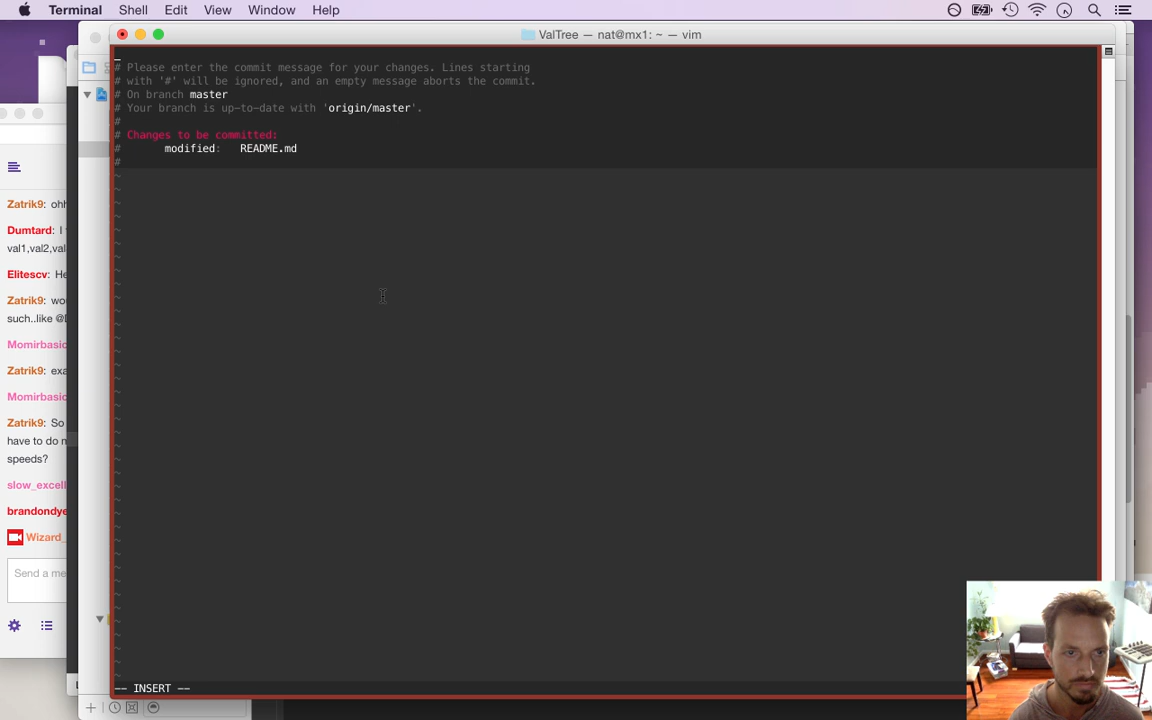 Terminal Shell Edit View Window Help
ValTree — nat@mx1: ~ — vim
# Please enter the commit message for your changes. Lines starting
# with '#' will be ignored, and an empty message aborts the commit.
# On branch master
# Your branch is up-to-date with 'origin/master'.
#
# Changes to be committed:
#       modified:   README.md
#
-- INSERT --
Zatrik9: ohh
Dumtard: I
val1,val2,val
Elitescv: He
Zatrik9: wou
such..like @D
Momirbasic
Zatrik9: exa
Momirbasic
Zatrik9: So
have to do n
speeds?
slow_excell
brandondye
Wizard_
Send a me